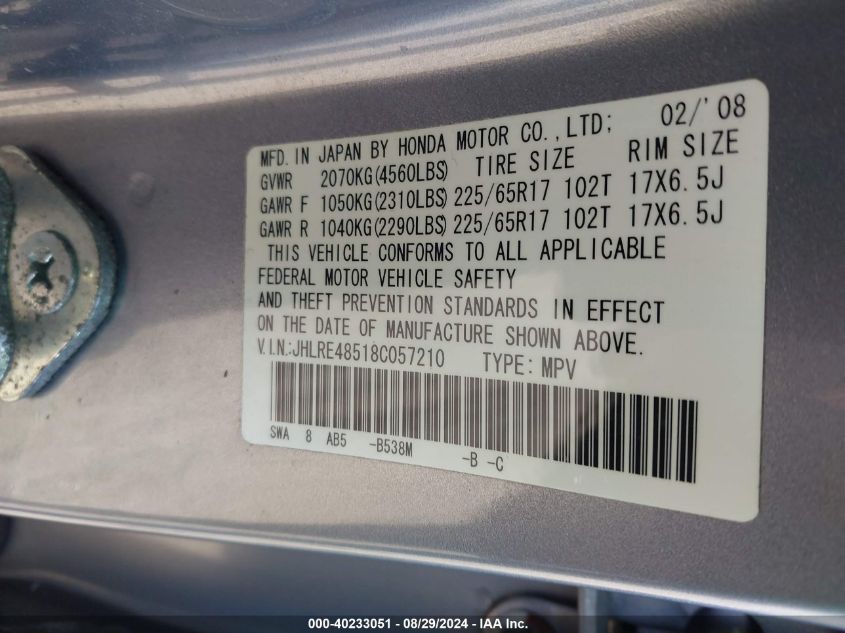 MFD. IN JAPAN BY HONDA MOTOR CO.,LTD; 02/'08
GVWR 2070KG(4560LBS) TIRE SIZE RIM SIZE
GAWR F 1050KG(2310LBS) 225/65R17 102T 17X6.5J
GAWR R 1040KG(2290LBS) 225/65R17 102T 17X6.5J
THIS VEHICLE CONFORMS TO ALL APPLICABLE
FEDERAL MOTOR VEHICLE SAFETY
AND THEFT PREVENTION STANDARDS IN EFFECT
ON THE DATE OF MANUFACTURE SHOWN ABOVE.
V.I.N.:JHLRE48518C057210 TYPE: MPV
SWA 8 AB5 -B538M -B -C
000-40233051 - 08/29/2024 - IAA Inc.